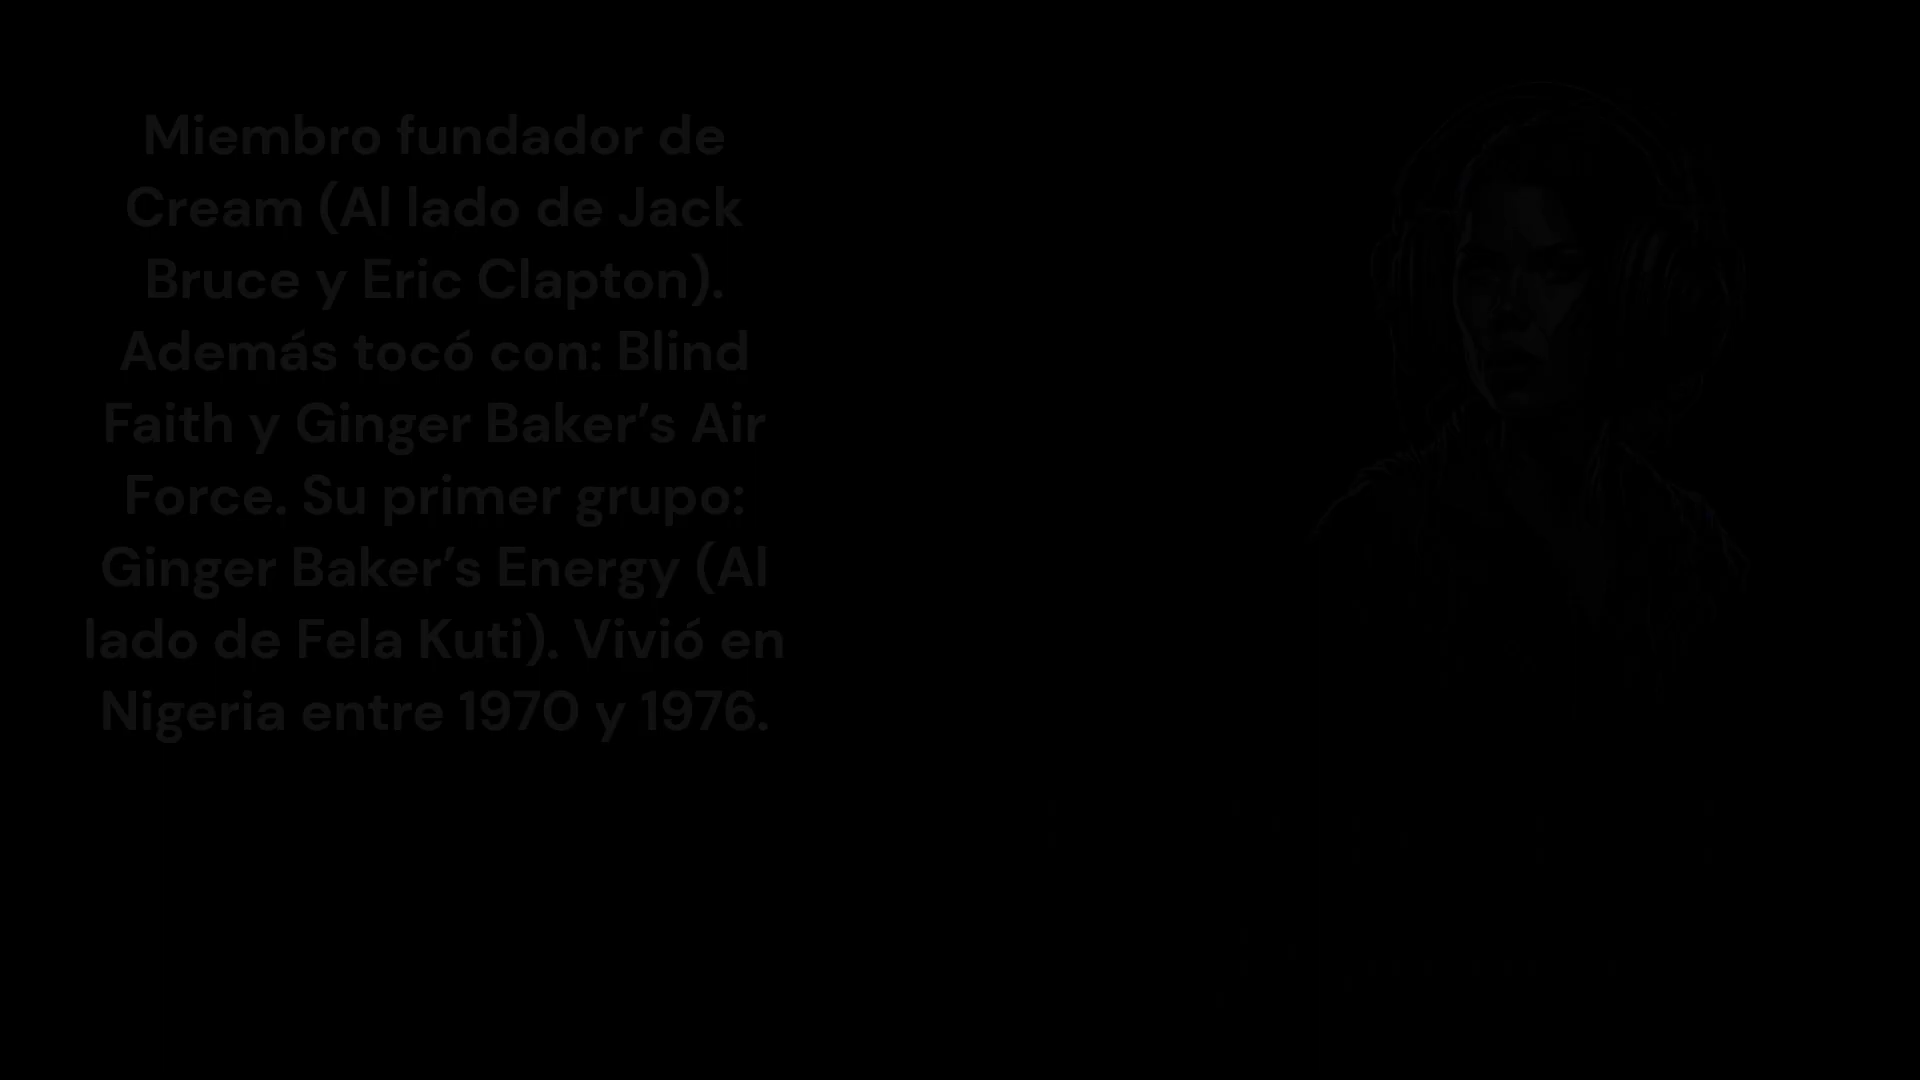 Miembro fundador de
Cream (Al lado de Jack
Bruce y Eric Clapton).
Además tocó con: Blind
Faith y Ginger Baker’s Air
Force. Su primer grupo:
Ginger Baker’s Energy (Al
lado de Fela Kuti). Vivió en
Nigeria entre 1970 y 1976.